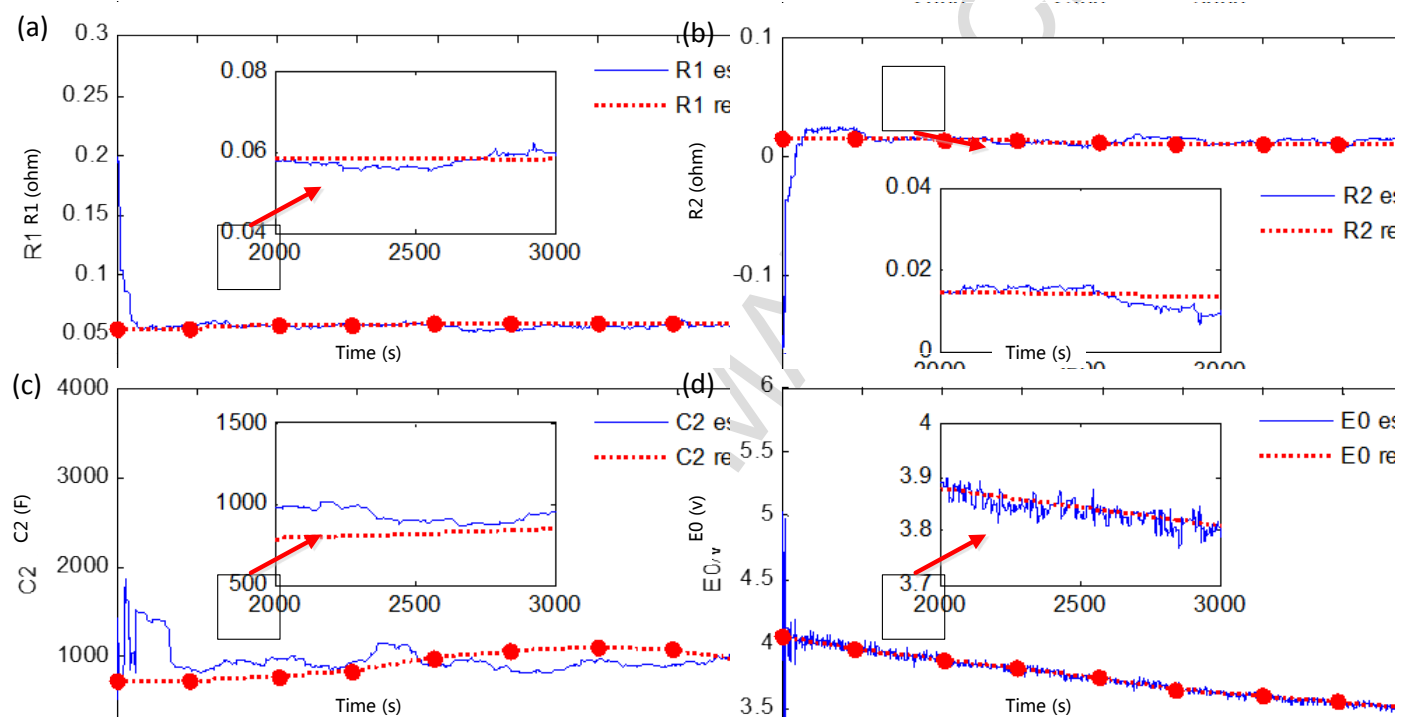 (a)
0.3
0.25
0.2
0.15
0.1
0.05
R1 R1 (ohm)
0.08
0.06
0.04
2000 2500 3000
R1 es
R1 re
Time (s)
(b)
0.1
0
-0.1
R2 (ohm)
R2 es
R2 re
0.04
0.02
0
Time (s)
(c)
4000
3000
2000
1000
C2 C2 (F)
1500
1000
500
2000 2500 3000
C2 es
C2 re
Time (s)
(d)
6
5.5
5
4.5
4
3.5
E0 (v)
4
3.9
3.8
3.7
2000 2500 3000
E0 es
E0 re
Time (s)